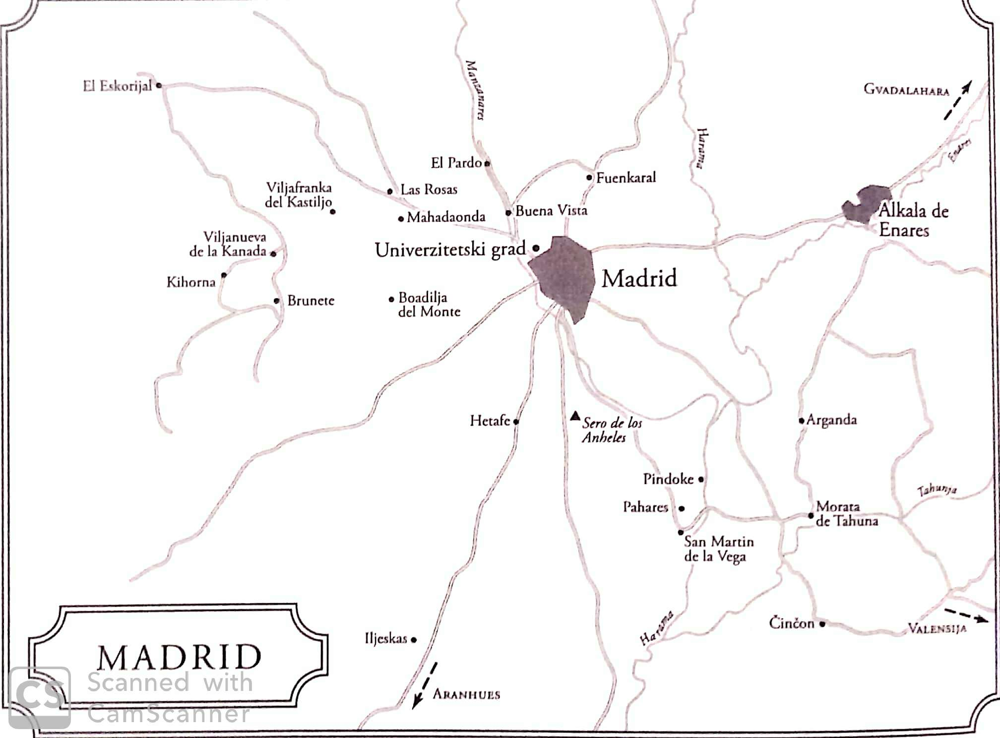 Manzanares
El Eskorijal
GVADALAHARA
Harama
Enares
El Pardo
Fuenkaral
Viljafranka
del Kastiljo
Las Rosas
Mahadaonda
Buena Vista
Alkala de
Enares
Viljanueva
de la Kanada
Univerzitetski grad
Kihorna
Madrid
Brunete
Boadilja
del Monte
Hetafe
Sero de los
Anheles
Arganda
Pindoke
Tahunja
Pahares
Morata
de Tahuna
San Martin
de la Vega
Harama
Činčon
VALENSIJA
Iljeskas
ARANHUES
MADRID
CS
Scanned with
CamScanner